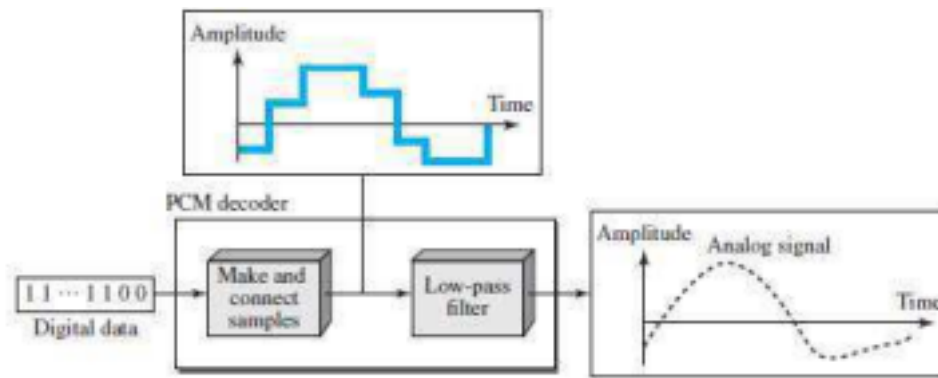 Amplitude
Time
PCM decoder
11···1100
Digital data
Make and
connect
samples
Low-pass
filter
Amplitude
Analog signal
Time